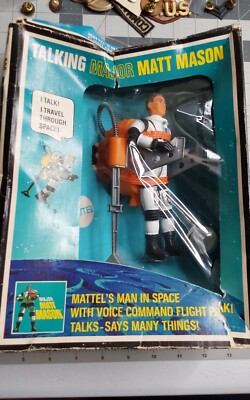 TALKING MAJOR MATT MASON
I TALK!
I TRAVEL
THROUGH
SPACE!
MAJOR
MATT
MASON
MATTEL'S MAN IN SPACE
WITH VOICE COMMAND FLIGHT PAK!
TALKS-SAYS MANY THINGS!
U.S.